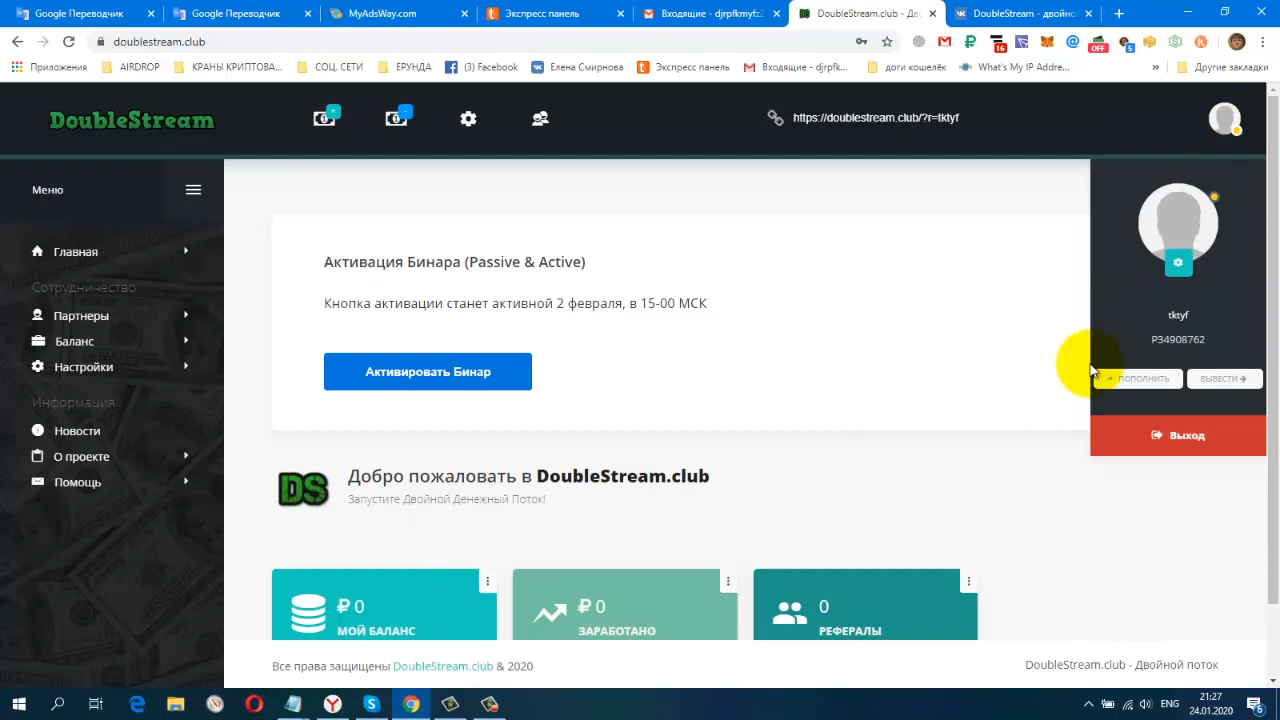 Google Переводчик
Google Переводчик
MyAdsWay.com
Экспресс панель
Входящие - djrpfkmyfz
DoubleStream.club - Дво
DoubleStream - двойно
doublestream.club
16
OFF
Приложения
AIRDROP
КРАНЫ КРИПТОВА...
СОЦ. СЕТИ
ЕРУНДА
(3) Facebook
Елена Смирнова
Экспресс панель
Входящие - djrpfk...
доги кошелёк
What's My IP Addre...
»
Другие закладки
DoubleStream
https://doublestream.club/?r=tktyf
Меню
Главная
Сотрудничество
Партнеры
Баланс
Настройки
Информация
Новости
О проекте
Помощь
Активация Бинара (Passive & Active)
Кнопка активации станет активной 2 февраля, в 15-00 МСК
Активировать Бинар
tktyf
P34908762
ПОПОЛНИТЬ
ВЫВЕСТИ
Выход
DS
Добро пожаловать в DoubleStream.club
Запустите Двойной Денежный Поток!
₽ 0
МОЙ БАЛАНС
₽ 0
ЗАРАБОТАНО
0
РЕФЕРАЛЫ
Все права защищены DoubleStream.club & 2020
DoubleStream.club - Двойной поток
ENG
21:27
24.01.2020